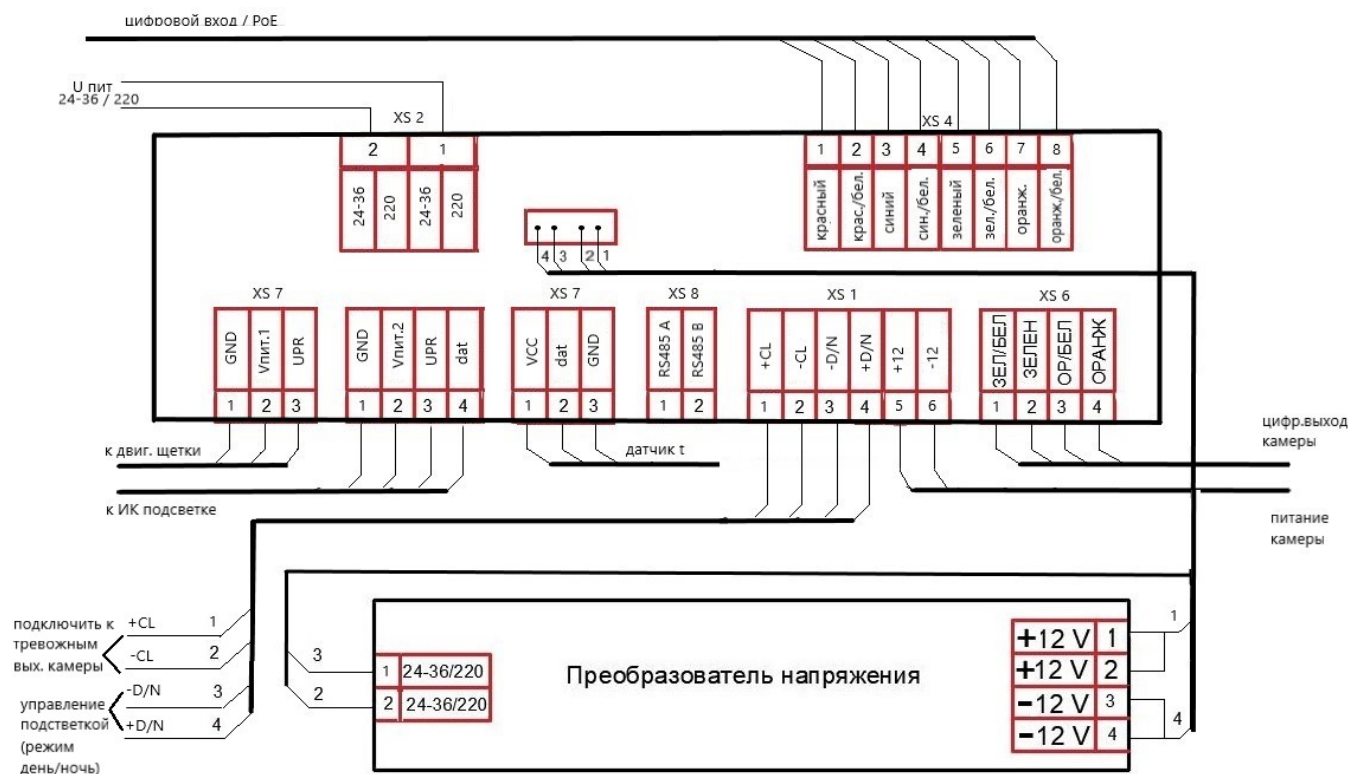 цифровой вход / PoE
U пит
24-36 / 220
XS 2
XS 4
2 1
1 2 3 4 5 6 7 8
24-36 220 24-36 220
красный крас./бел. синий син./бел. зеленый зел./бел. оранж. оранж./бел.
4 3 2 1
XS 7 XS 7 XS 8 XS 1 XS 6
GND Vпит.1 UPR
GND Vпит.2 UPR dat
VCC dat GND
RS485 A RS485 B
+CL -CL -D/N +D/N +12 -12
ЗЕЛ/БЕЛ ЗЕЛЕН ОР/БЕЛ ОРАНЖ
1 2 3
1 2 3 4
1 2 3
1 2
1 2 3 4 5 6
1 2 3 4
к двиг. щетки
датчик t
цифр.выход
камеры
к ИК подсветке
питание
камеры
подключить к
тревожным
вых. камеры
+CL 1
-CL 2
управление
подстветкой
(режим
день/ночь)
-D/N 3
+D/N 4
3
2
1 24-36/220
2 24-36/220
Преобразователь напряжения
+12 V 1
+12 V 2
-12 V 3
-12 V 4
1
4